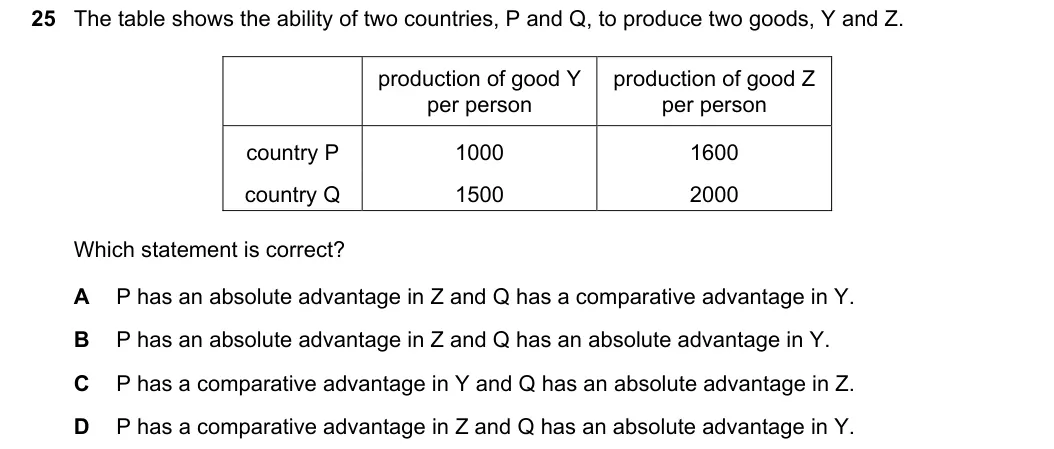 25 The table shows the ability of two countries, P and Q, to produce two goods, Y and Z.
production of good Y per person
production of good Z per person
country P 1000 1600
country Q 1500 2000
Which statement is correct?
A P has an absolute advantage in Z and Q has a comparative advantage in Y.
B P has an absolute advantage in Z and Q has an absolute advantage in Y.
C P has a comparative advantage in Y and Q has an absolute advantage in Z.
D P has a comparative advantage in Z and Q has an absolute advantage in Y.